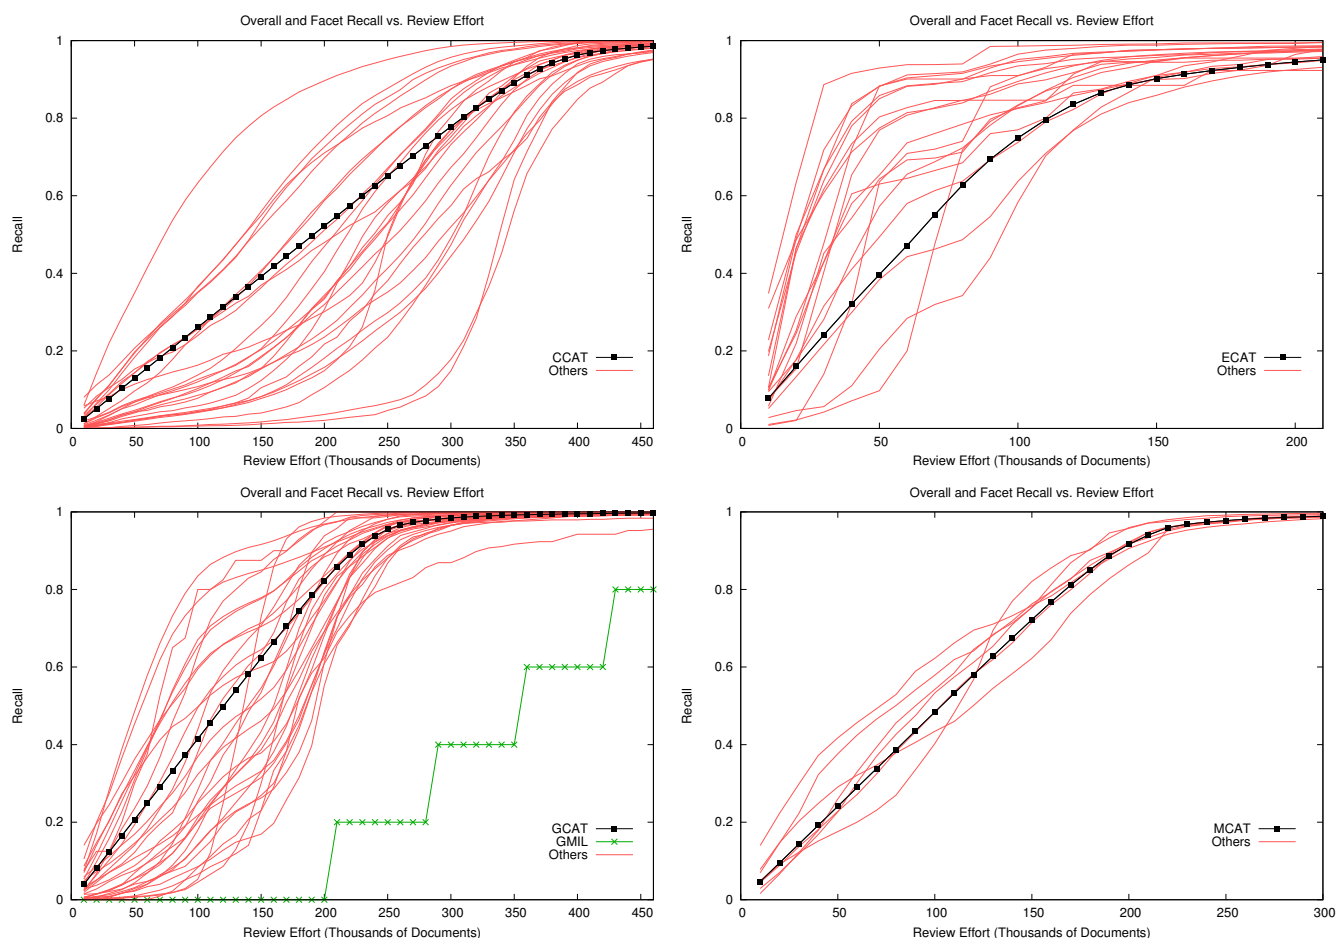 Overall and Facet Recall vs. Review Effort
1
0.8
0.6
0.4
0.2
0
Recall
CCAT
Others
0 50 100 150 200 250 300 350 400 450
Review Effort (Thousands of Documents)
Overall and Facet Recall vs. Review Effort
1
0.8
0.6
0.4
0.2
0
Recall
ECAT
Others
0 50 100 150 200
Review Effort (Thousands of Documents)
Overall and Facet Recall vs. Review Effort
1
0.8
0.6
0.4
0.2
0
Recall
GCAT
GMIL
Others
0 50 100 150 200 250 300 350 400 450
Review Effort (Thousands of Documents)
Overall and Facet Recall vs. Review Effort
1
0.8
0.6
0.4
0.2
0
Recall
MCAT
Others
50 100 150 200 250 300
Review Effort (Thousands of Documents)